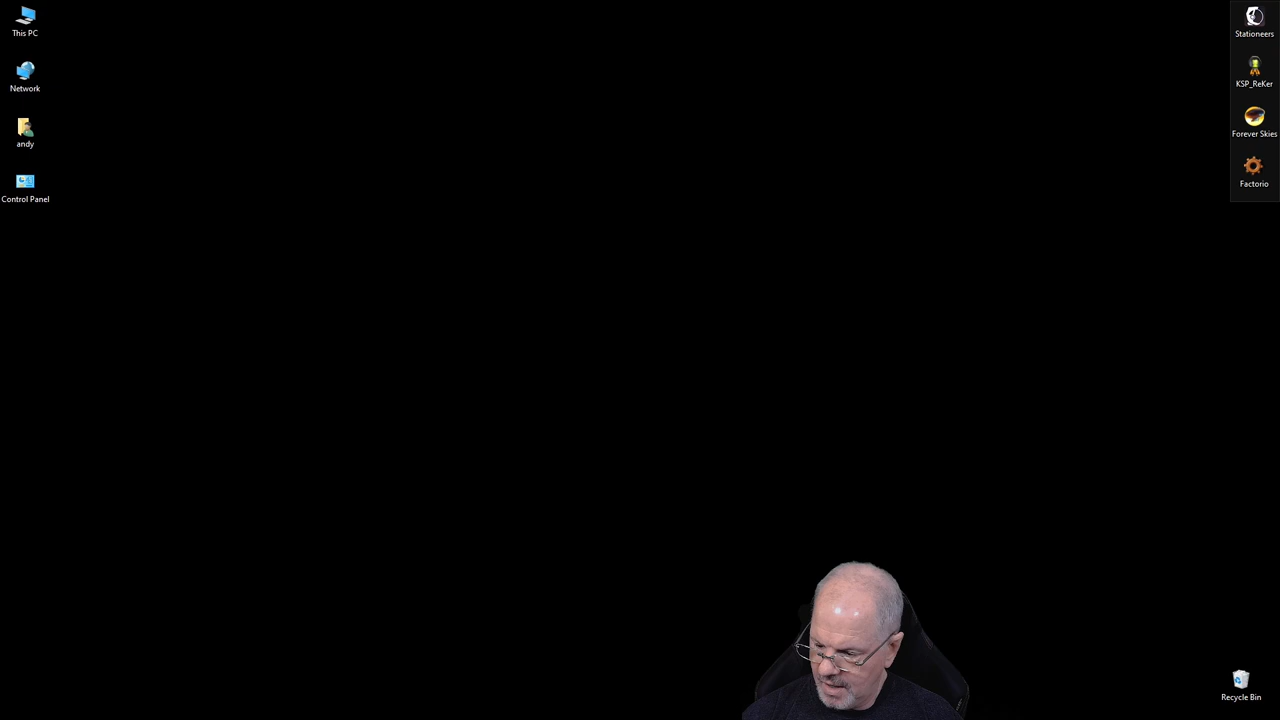 This PC
Network
andy
Control Panel
Stationeers
KSP_ReKer
Forever Skies
Factorio
Recycle Bin